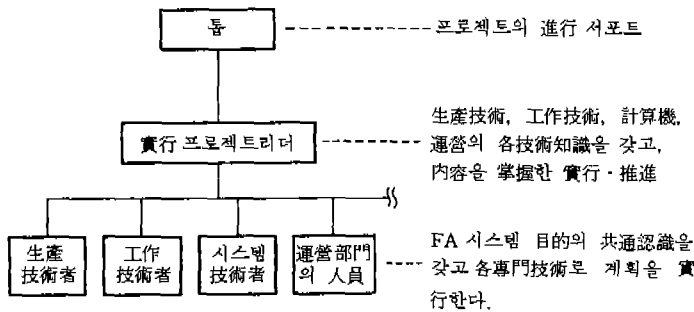 톱
프로젝트의 進行 서포트
實行 프로젝트리더
生産技術, 工作技術, 計算機,
運營의 各技術知識을 갖고,
内容을 掌握한 實行·推進
生産
技術者
工作
技術者
시스템
技術者
運營部門
의 人員
FA 시스템 目的의 共通認識을
갖고 各專門技術로 계획을 實
行한다.